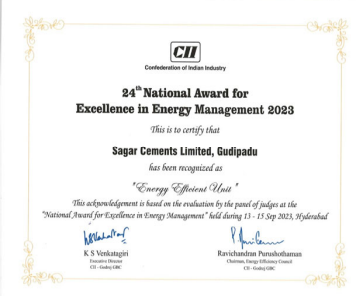 CII
Confederation of Indian Industry
24th National Award for
Excellence in Energy Management 2023
This is to certify that
Sagar Cements Limited, Gudipadu
has been recognized as
"Energy Efficient Unit"
This acknowledgement is based on the evaluation by the panel of judges at the
"National Award for Excellence in Energy Management" held during 13 - 15 Sep 2023, Hyderabad
K S Venkatagiri
Executive Director
CII - Godrej GBC
Ravichandran Purushothaman
Chairman, Energy Efficiency Council
CII - Godrej GBC